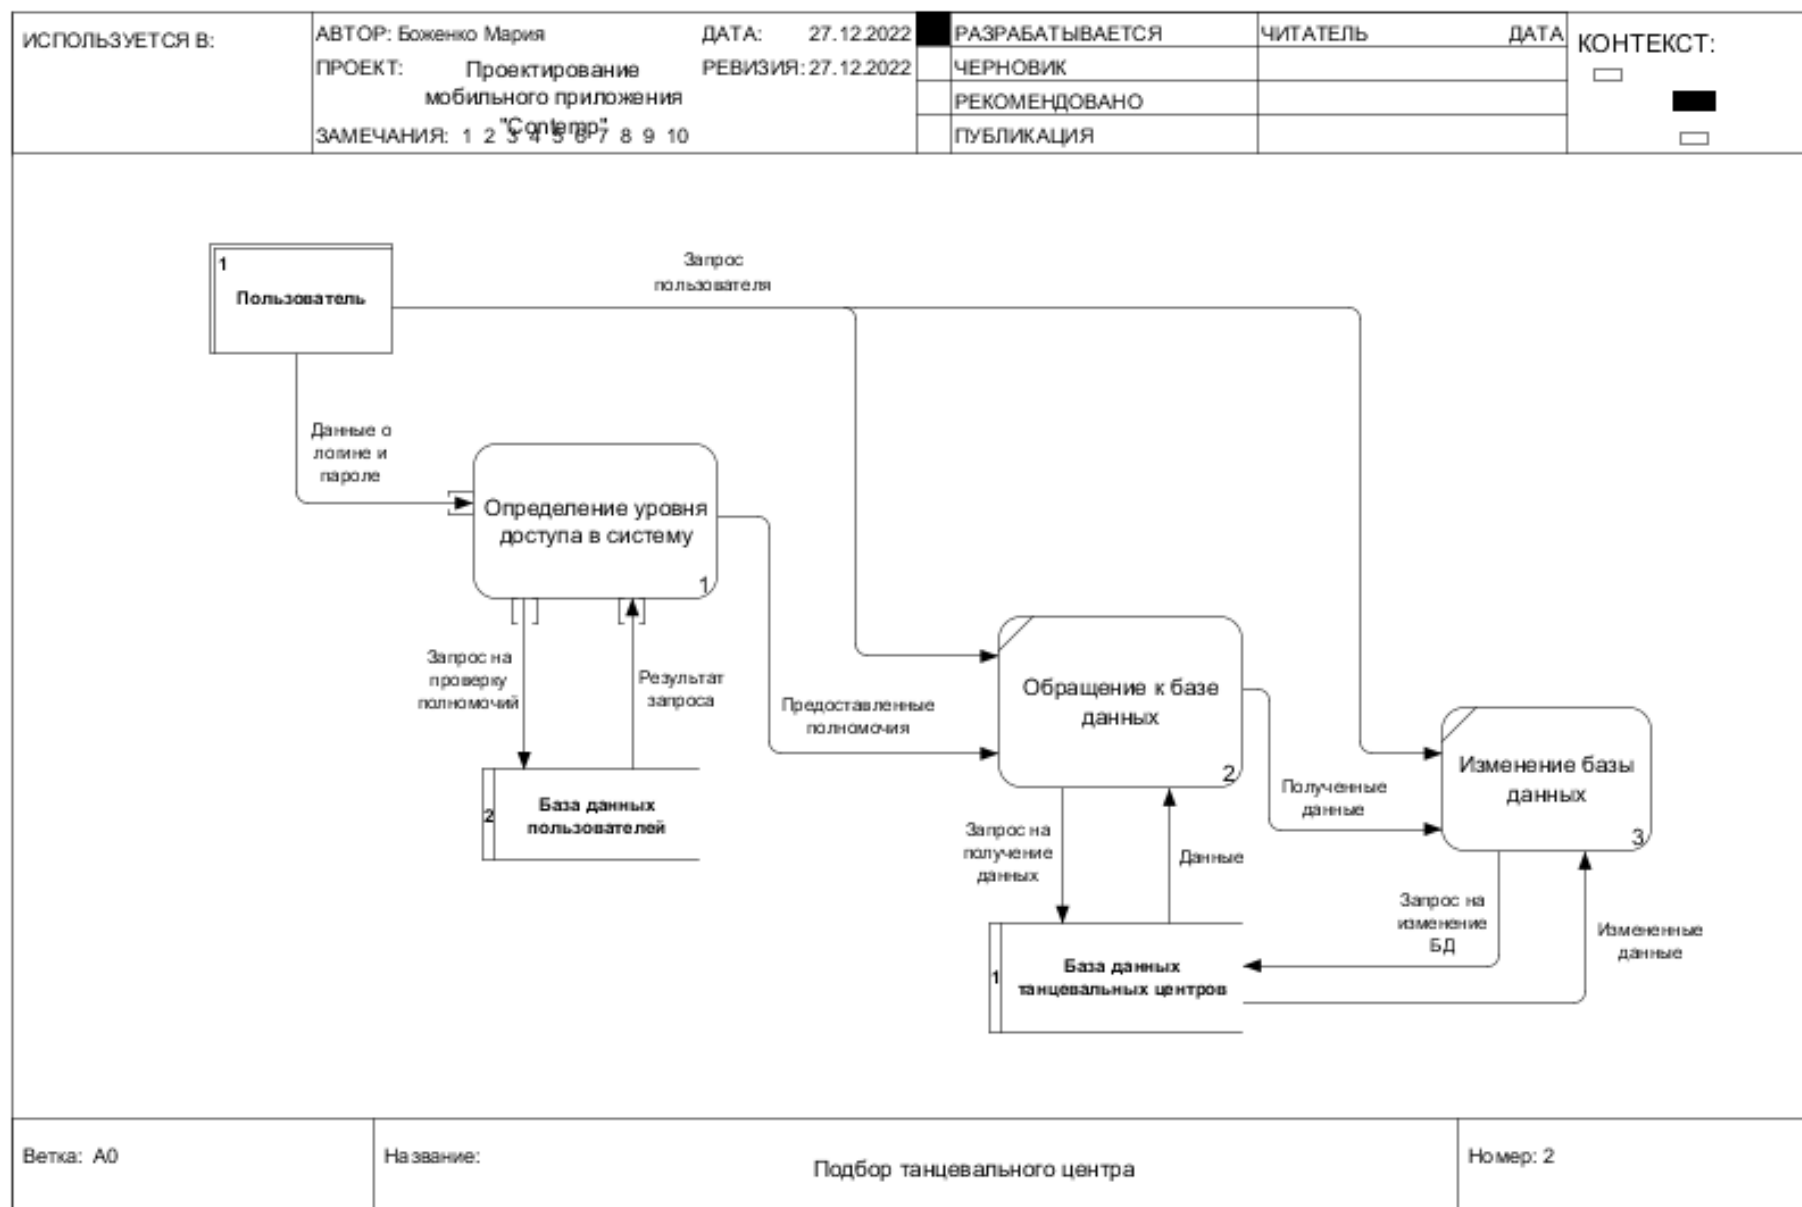 ИСПОЛЬЗУЕТСЯ В:
АВТОР: Боженко Мария
ДАТА: 27.12.2022
ПРОЕКТ: Проектирование
мобильного приложения
"Contemp"
РЕВИЗИЯ: 27.12.2022
ЗАМЕЧАНИЯ: 1 2 3 4 5 6 7 8 9 10
РАЗРАБАТЫВАЕТСЯ
ЧЕРНОВИК
РЕКОМЕНДОВАНО
ПУБЛИКАЦИЯ
ЧИТАТЕЛЬ
ДАТА
КОНТЕКСТ:
1
Пользователь
Запрос
пользователя
Данные о
логине и
пароле
Определение уровня
доступа в систему
1
Запрос на
проверку
полномочий
Результат
запроса
Предоставленные
полномочия
2
База данных
пользователей
Обращение к базе
данных
2
Полученные
данные
Изменение базы
данных
3
Запрос на
получение
данных
Данные
Запрос на
изменение
БД
Измененные
данные
1
База данных
танцевальных центров
Ветка: A0
Название:
Подбор танцевального центра
Номер: 2